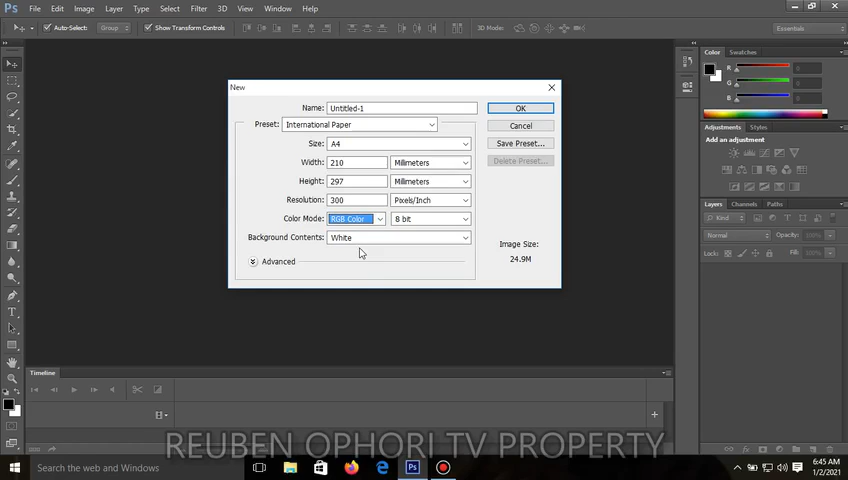 Ps File Edit Image Layer Type Select Filter 3D View Window Help
Auto-Select Group Show Transform Controls 3D Mode: Essentials
New
Name: Untitled-1 OK
Preset: International Paper Cancel
Size: A4 Save Preset...
Width: 210 Millimeters Delete Preset...
Height: 297 Millimeters
Resolution: 300 Pixels/Inch
Color Mode: RGB Color 8 bit
Background Contents: White
Image Size:
24.9M
Advanced
Color Swatches
R 0
G 0
B 0
Adjustments Styles
Add an adjustment
Layers Channels Paths
Kind
Normal Opacity:
Lock: Fill:
Timeline
REUBEN OPHORI TV PROPERTY
Search the web and Windows
Ps
6:45 AM
1/2/2021